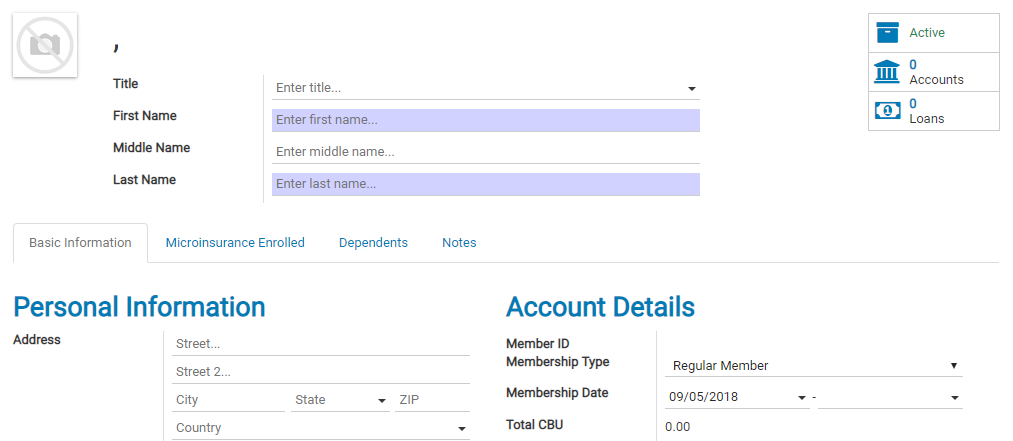 ,
Active
0
Accounts
0
Loans
Title
Enter title...
First Name
Enter first name...
Middle Name
Enter middle name...
Last Name
Enter last name...
Basic Information
Microinsurance Enrolled
Dependents
Notes
Personal Information
Address
Street...
Street 2...
City
State
ZIP
Country
Account Details
Member ID
Membership Type
Regular Member
Membership Date
09/05/2018
-
Total CBU
0.00